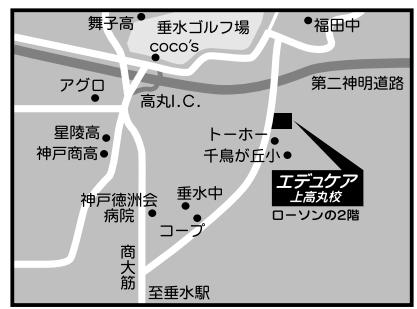 舞子高
垂水ゴルフ場
福田中
coco's
アグロ
高丸I.C.
第二神明道路
星陵高
神戸商高
トーホー
千鳥が丘小
エデュケア
上高丸校
ローソンの2階
神戸徳洲会
病院
垂水中
コープ
商大筋
至垂水駅